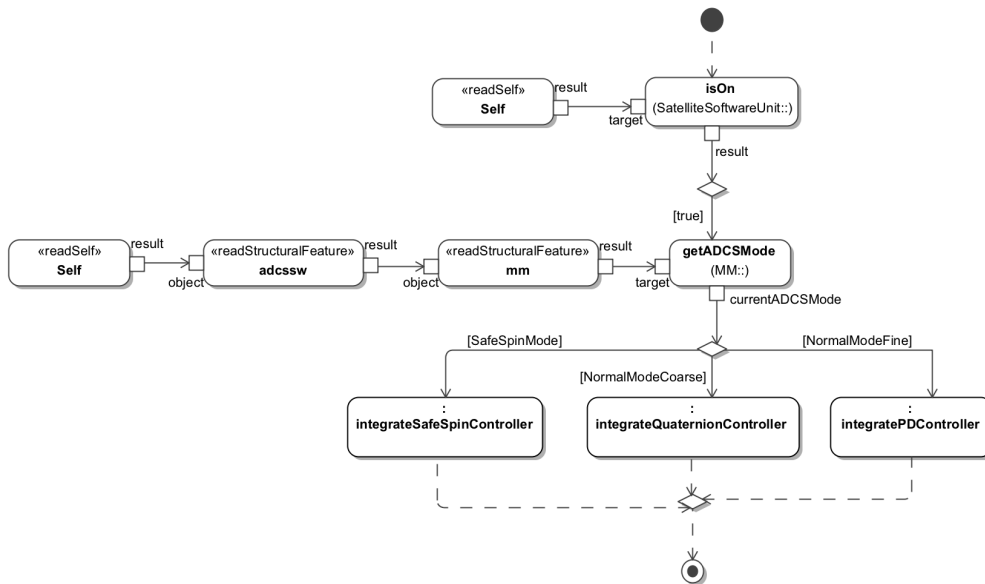 «readSelf»
Self
result
target
isOn
(SatelliteSoftwareUnit::)
result
[true]
«readSelf»
Self
result
object
«readStructuralFeature»
adcssw
result
object
«readStructuralFeature»
mm
result
target
getADCSMode
(MM::)
currentADCSMode
[SafeSpinMode]
[NormalModeCoarse]
[NormalModeFine]
:
integrateSafeSpinController
:
integrateQuaternionController
:
integratePDController